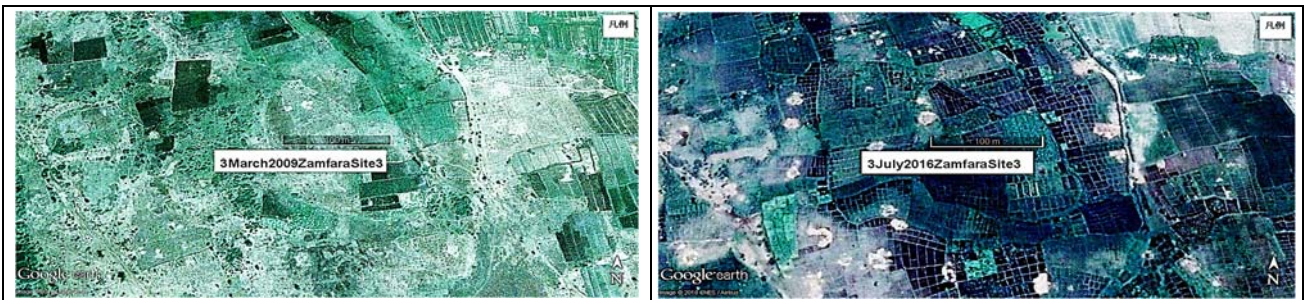 凡例
100 m
3March2009ZamfaraSite3
Google earth
N
凡例
100 m
3July2016ZamfaraSite3
Google earth
N